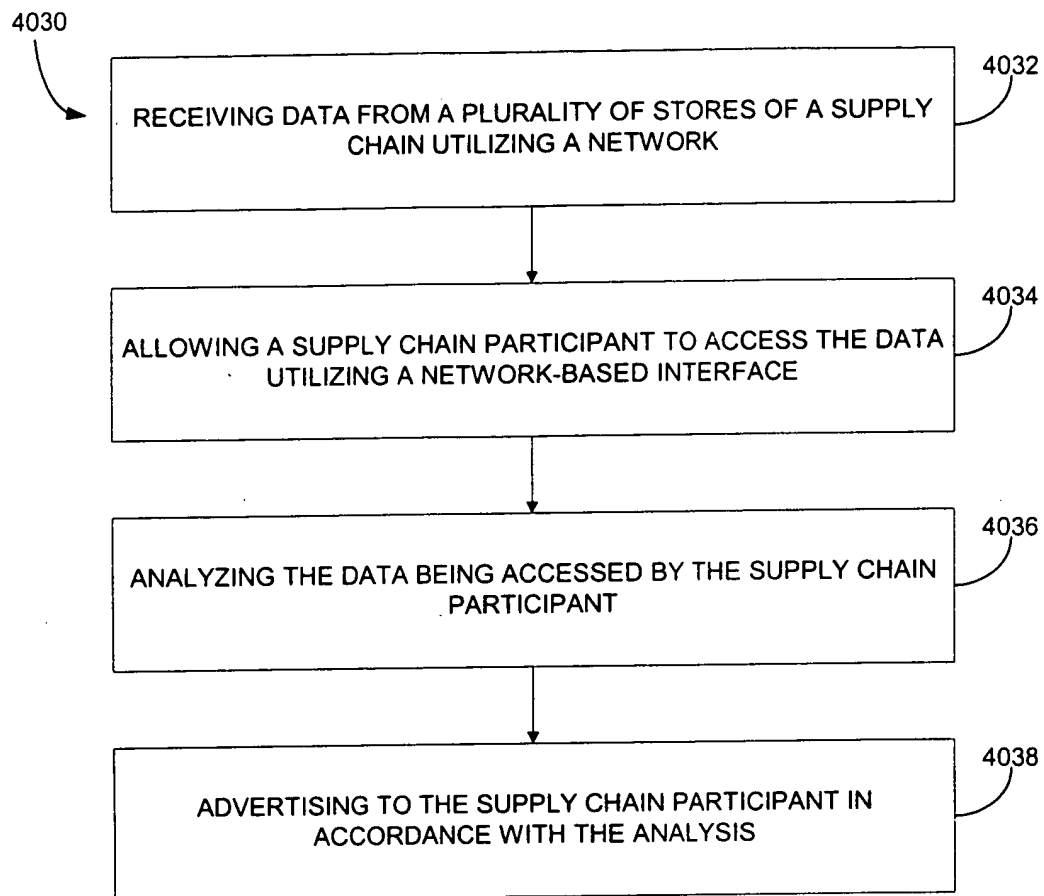 4030
4032
RECEIVING DATA FROM A PLURALITY OF STORES OF A SUPPLY
CHAIN UTILIZING A NETWORK
4034
ALLOWING A SUPPLY CHAIN PARTICIPANT TO ACCESS THE DATA
UTILIZING A NETWORK-BASED INTERFACE
4036
ANALYZING THE DATA BEING ACCESSED BY THE SUPPLY CHAIN
PARTICIPANT
4038
ADVERTISING TO THE SUPPLY CHAIN PARTICIPANT IN
ACCORDANCE WITH THE ANALYSIS